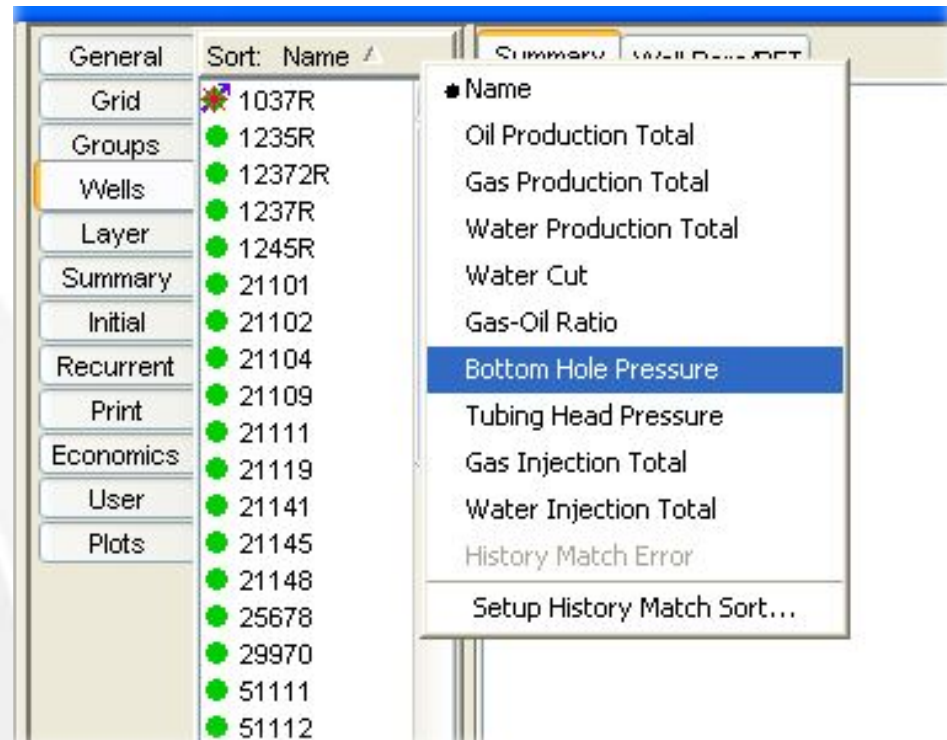 General
Grid
Groups
Wells
Layer
Summary
Initial
Recurrent
Print
Economics
User
Plots
Sort: Name
1037R
1235R
12372R
1237R
1245R
21101
21102
21104
21109
21111
21119
21141
21145
21148
25678
29970
51111
51112
Summary
Name
Oil Production Total
Gas Production Total
Water Production Total
Water Cut
Gas-Oil Ratio
Bottom Hole Pressure
Tubing Head Pressure
Gas Injection Total
Water Injection Total
History Match Error
Setup History Match Sort...